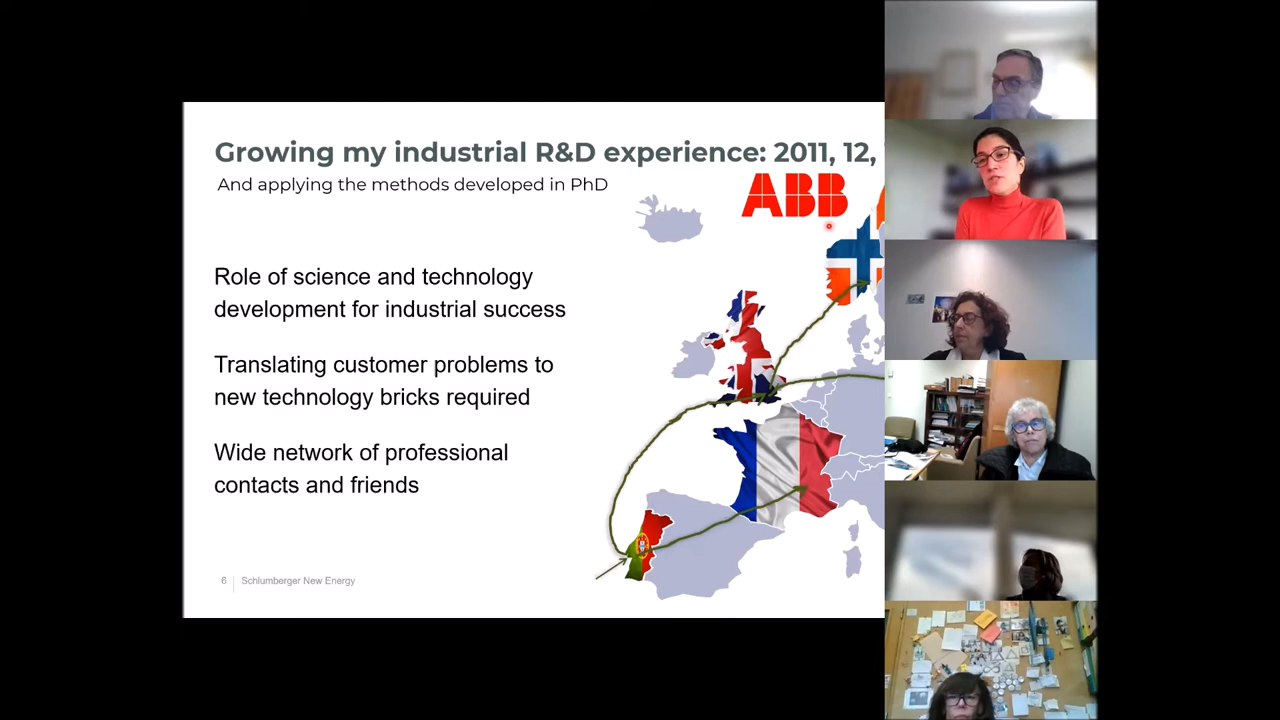 Growing my industrial R&D experience: 2011, 12,
And applying the methods developed in PhD
ABB
Role of science and technology
development for industrial success
Translating customer problems to
new technology bricks required
Wide network of professional
contacts and friends
6
Schlumberger New Energy